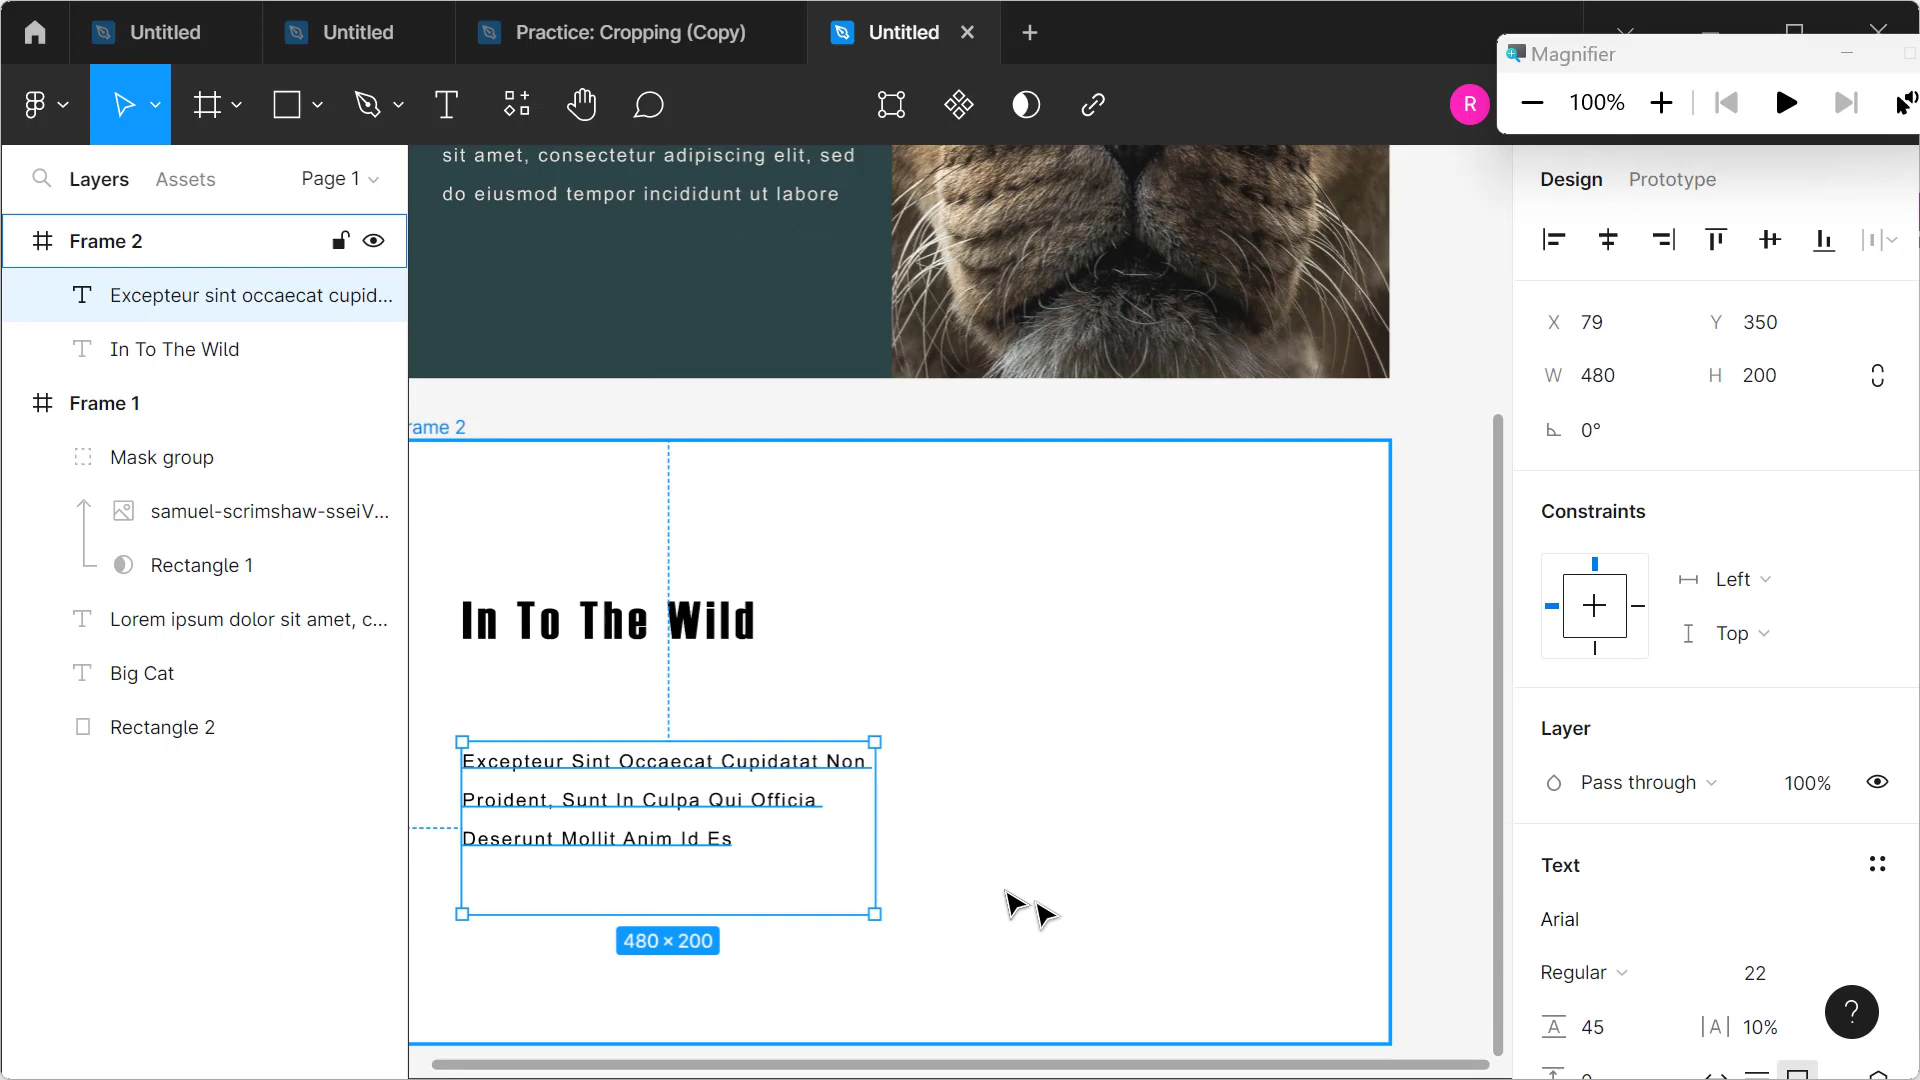 Untitled
Untitled
Practice: Cropping (Copy)
Untitled
Magnifier
100%
R
Layers
Assets
Page 1
Design
Prototype
Frame 2
Excepteur sint occaecat cupid...
In To The Wild
Frame 1
Mask group
samuel-scrimshaw-sseiV...
Rectangle 1
Lorem ipsum dolor sit amet, c...
Big Cat
Rectangle 2
sit amet, consectetur adipiscing elit, sed
do eiusmod tempor incididunt ut labore
rame 2
In To The Wild
Excepteur Sint Occaecat Cupidatat Non
Proident, Sunt In Culpa Qui Officia
Deserunt Mollit Anim Id Es
480 × 200
X 79
Y 350
W 480
H 200
0°
Constraints
Left
Top
Layer
Pass through
100%
Text
Arial
Regular
22
A 45
|A| 10%
?